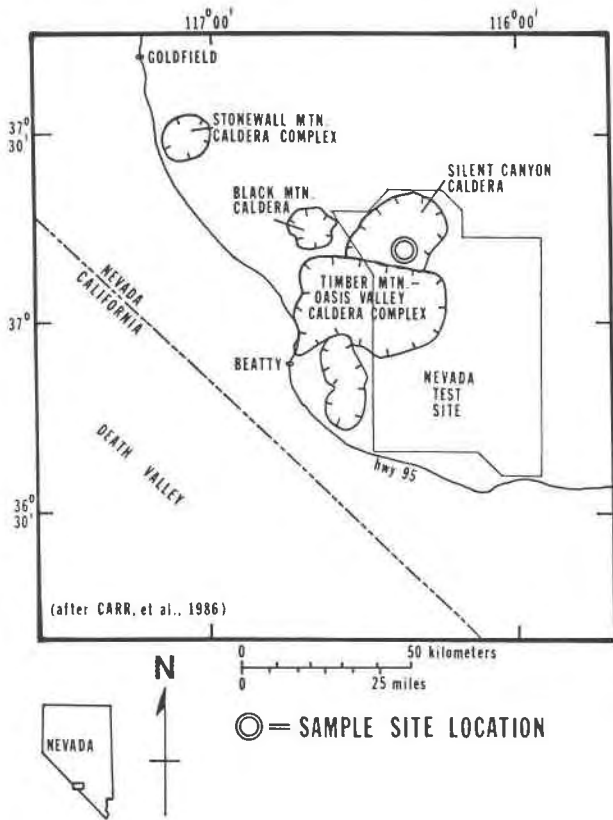 117°00'
116°00'
GOLDFIELD
37°
30'
STONEWALL MTN.
CALDERA COMPLEX
SILENT CANYON
CALDERA
BLACK MTN.
CALDERA
TIMBER MTN.—
OASIS VALLEY
CALDERA COMPLEX
NEVADA
CALIFORNIA
37°
BEATTY
NEVADA
TEST
SITE
DEATH VALLEY
hwy 95
36°
30'
(after CARR, et al., 1986)
0 50 kilometers
0 25 miles
N
NEVADA
= SAMPLE SITE LOCATION